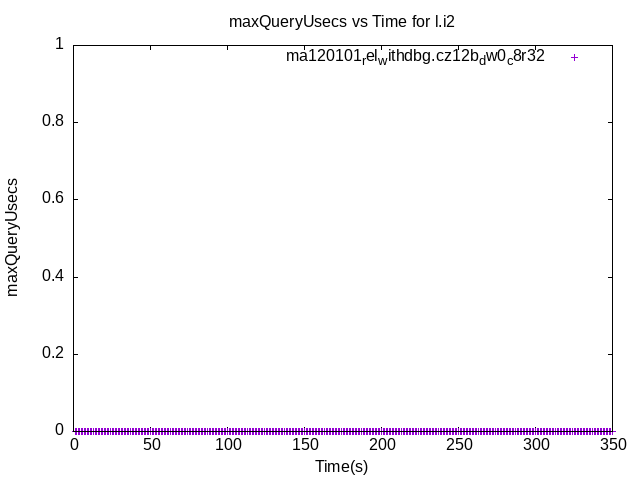 maxQueryUsecs vs Time for l.i2
ma120101relwithdbg.cz12bdw0c8r32
maxQueryUsecs
1
0.8
0.6
0.4
0.2
0
0 50 100 150 200 250 300 350
Time(s)